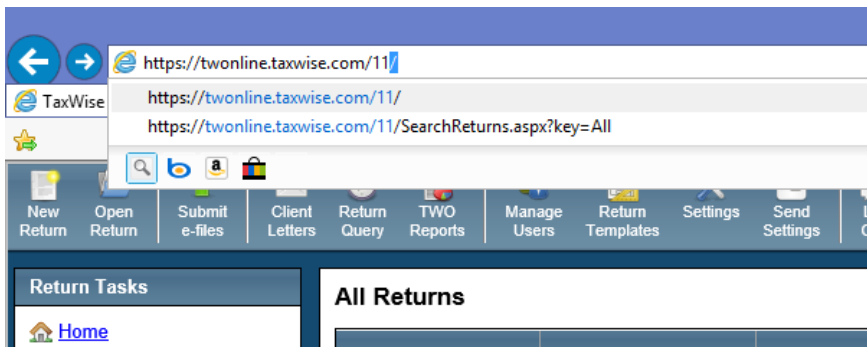 https://twonline.taxwise.com/11/
TaxWise
https://twonline.taxwise.com/11/
https://twonline.taxwise.com/11/SearchReturns.aspx?key=All
New Return
Open Return
Submit e-files
Client Letters
Return Query
TWO Reports
Manage Users
Return Templates
Settings
Send Settings
Return Tasks
All Returns
Home